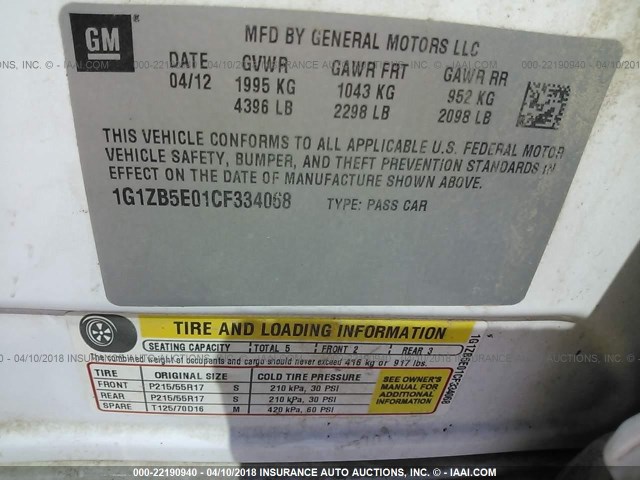 GM
MFD BY GENERAL MOTORS LLC
DATE GVWR GAWR FRT GAWR RR
04/12 1995 KG 1043 KG 952 KG
4396 LB 2298 LB 2098 LB
THIS VEHICLE CONFORMS TO ALL APPLICABLE U.S. FEDERAL MOTOR
VEHICLE SAFETY, BUMPER, AND THEFT PREVENTION STANDARDS IN
EFFECT ON THE DATE OF MANUFACTURE SHOWN ABOVE.
1G1ZB5E01CF334068 TYPE: PASS CAR
TIRE AND LOADING INFORMATION
SEATING CAPACITY TOTAL 5 FRONT 2 REAR 3
The combined weight of occupants and cargo should never exceed 416 kg or 917 lbs.
TIRE ORIGINAL SIZE COLD TIRE PRESSURE
FRONT P215/55R17 S 210 kPa, 30 PSI
REAR P215/55R17 S 210 kPa, 30 PSI
SPARE T125/70D16 M 420 kPa, 60 PSI
SEE OWNER'S
MANUAL FOR
ADDITIONAL
INFORMATION
1G1ZB5E01CF334068
000-22190940 - 04/10/2018 INSURANCE AUTO AUCTIONS, INC. - © IAAI.COM